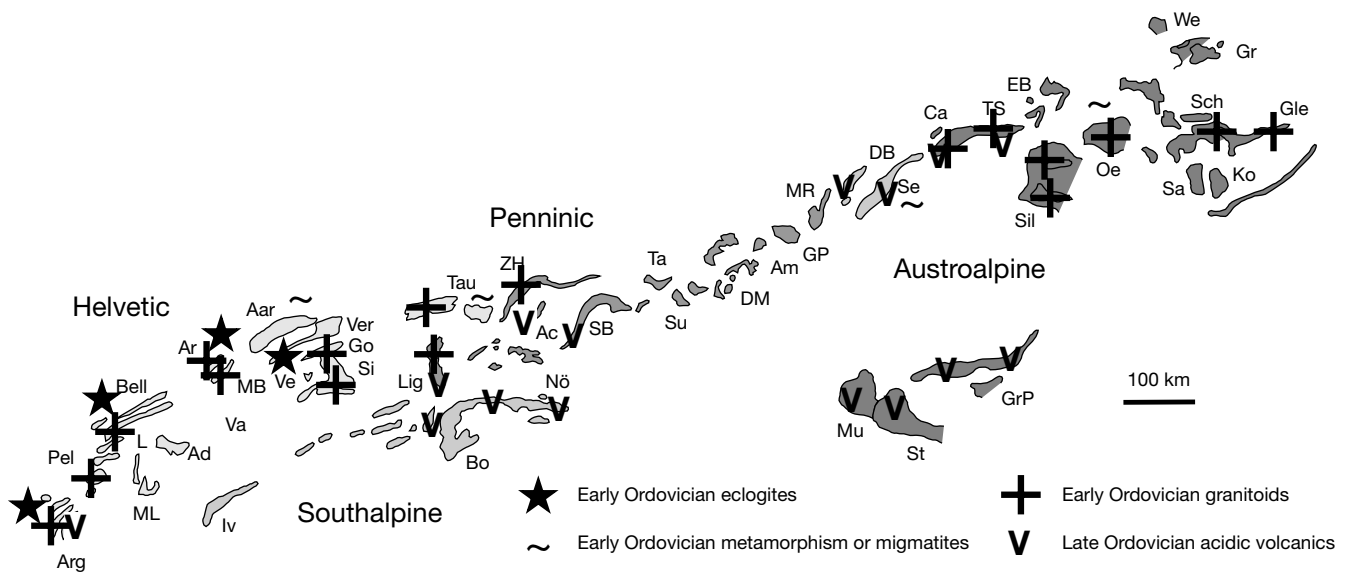 We
Gr
EB
Ca
TS
Sch
Gle
DB
Oe
MR
Se
Sa
Ko
Sil
Penninic
GP
Ta
Am
Austroalpine
ZH
Tau
DM
Helvetic
Aar
Ver
Su
Ac
SB
Ar
Go
Si
Ve
MB
Lig
Nö
Bell
GrP
100 km
Va
L
Ad
Mu
St
Pel
Bo
ML
Iv
Southalpine
Arg
Early Ordovician eclogites
Early Ordovician granitoids
~ Early Ordovician metamorphism or migmatites
V Late Ordovician acidic volcanics